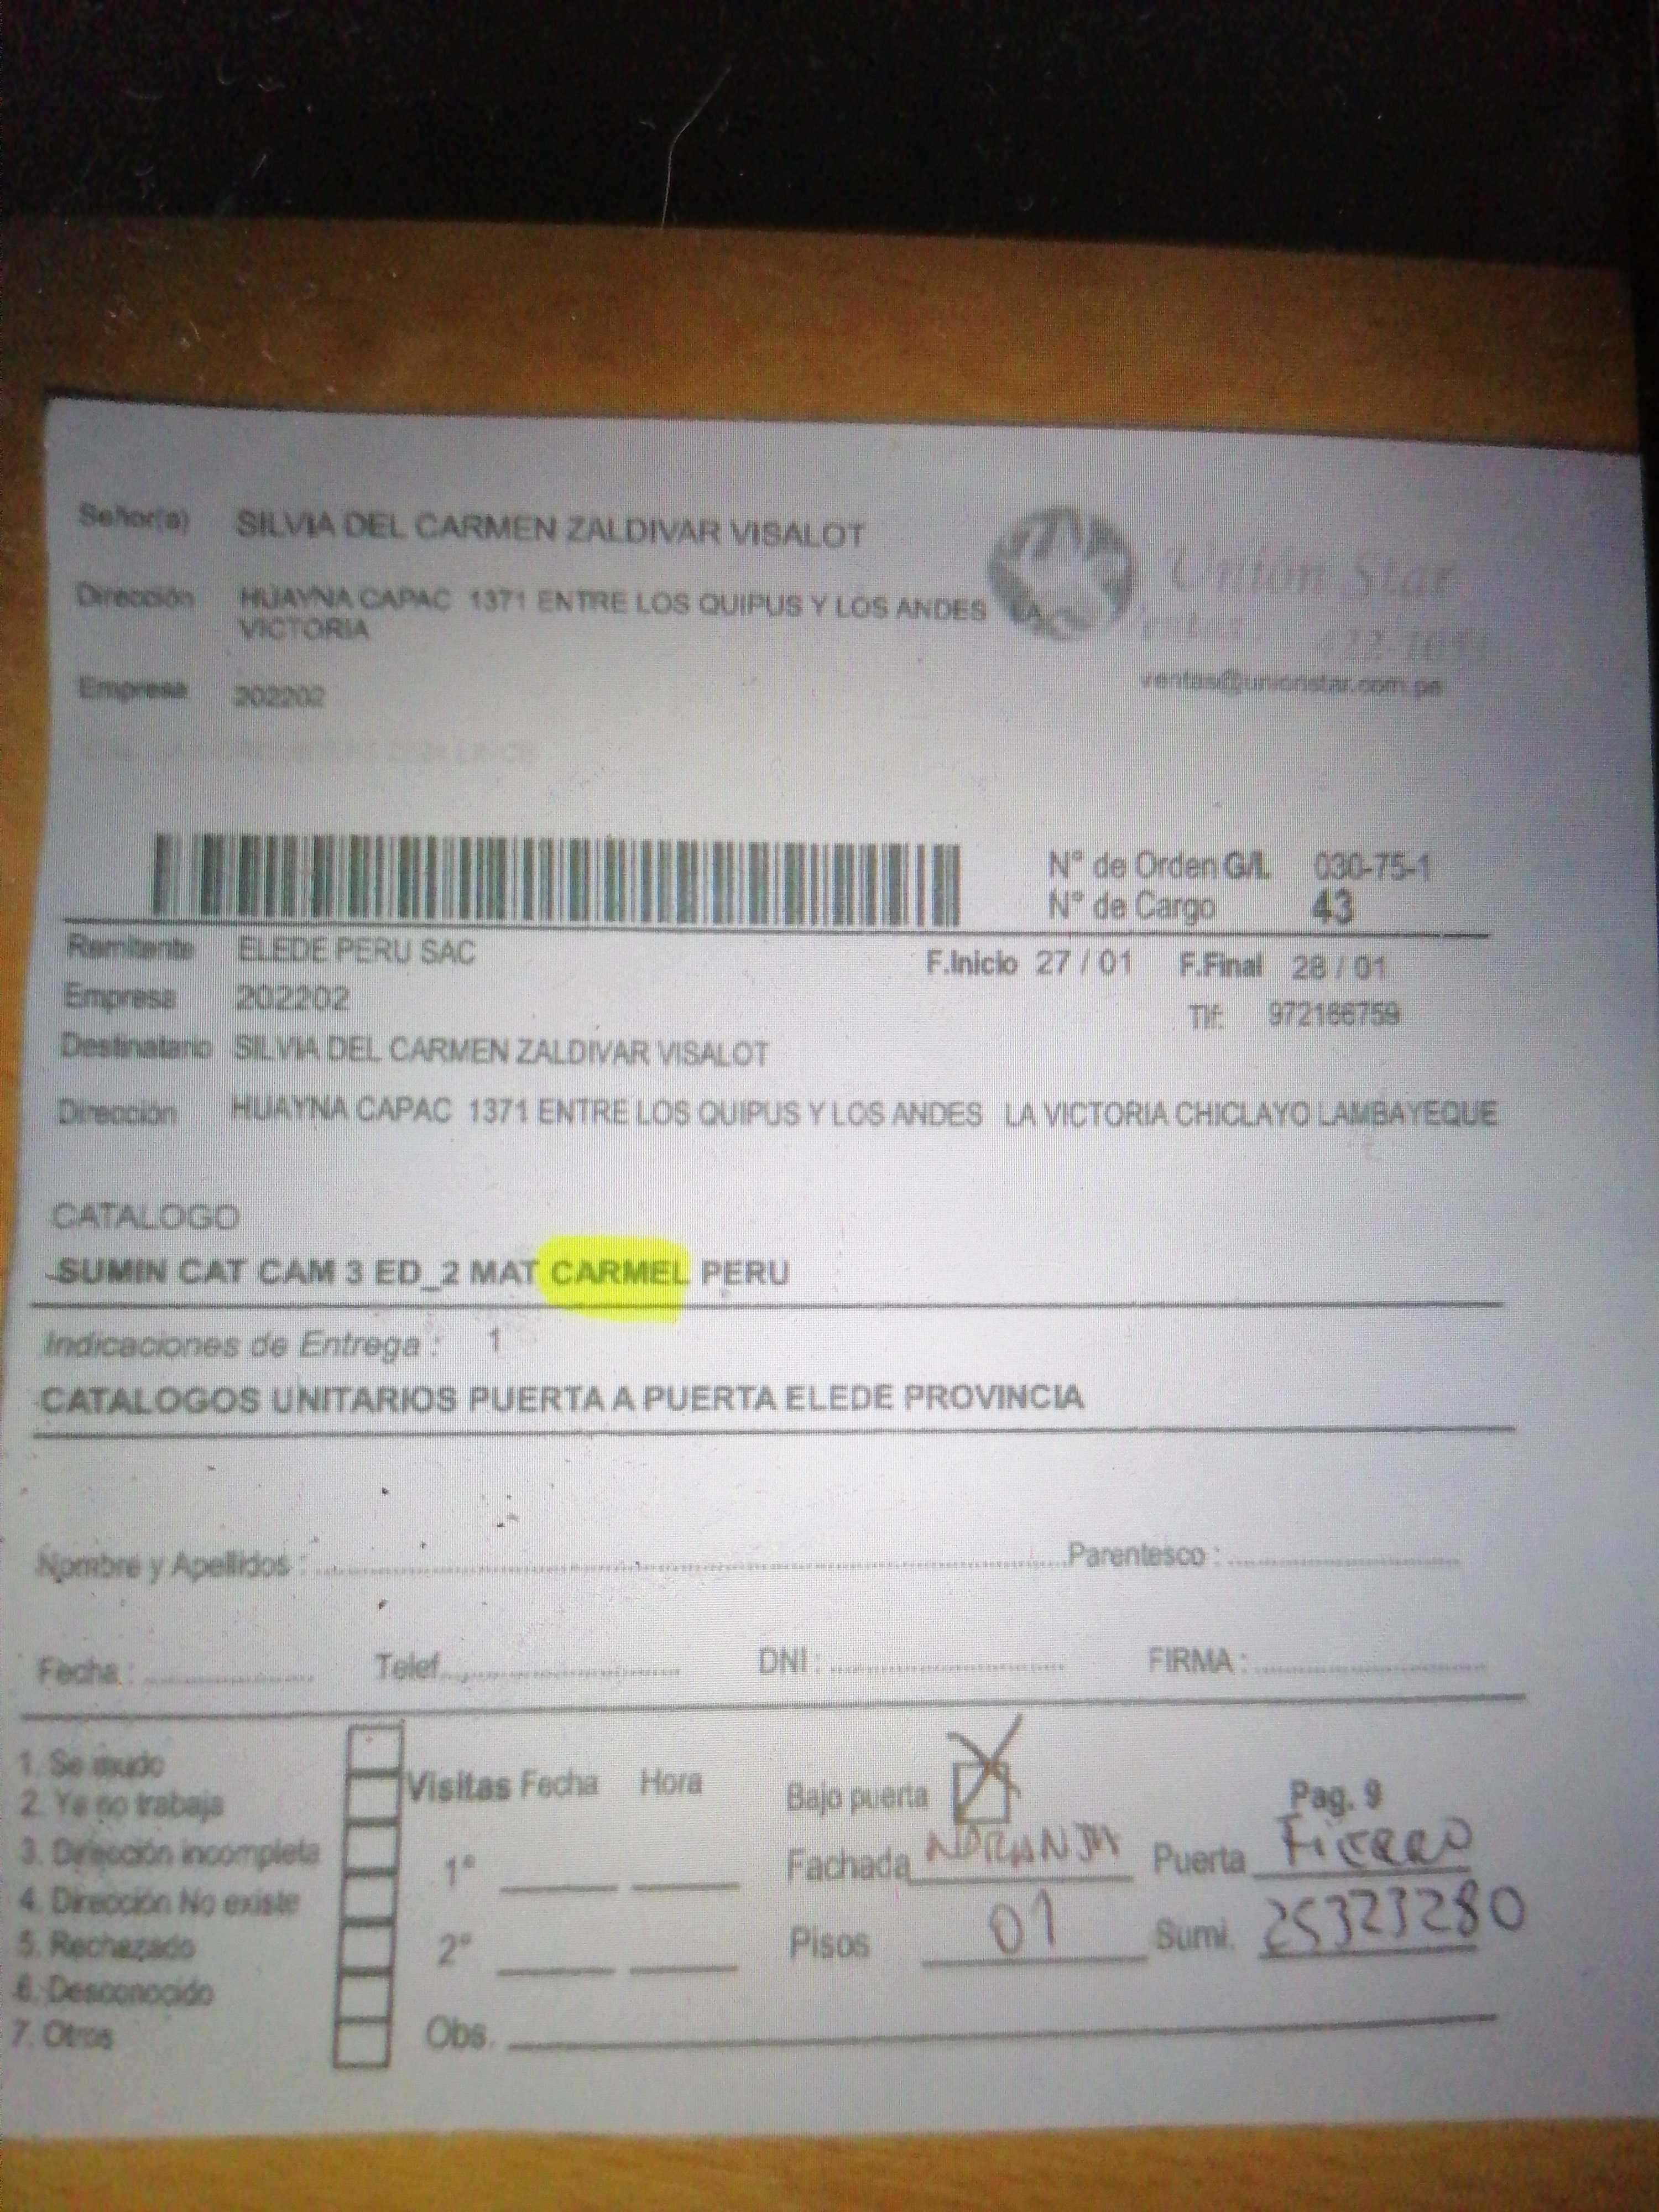 Señor(a) SILVIA DEL CARMEN ZALDIVAR VISALOT
Unión Star
Dirección HUAYNA CAPAC 1371 ENTRE LOS QUIPUS Y LOS ANDES LA
VICTORIA
422-1051
Empresa 202202
ventas@unionstar.com.pe
N° de Orden G/L 030-75-1
N° de Cargo 43
Remitente ELEDE PERU SAC
F.Inicio 27 / 01 F.Final 28 / 01
Empresa 202202
Tlf: 972186759
Destinatario SILVIA DEL CARMEN ZALDIVAR VISALOT
Dirección HUAYNA CAPAC 1371 ENTRE LOS QUIPUS Y LOS ANDES LA VICTORIA CHICLAYO LAMBAYEQUE
CATALOGO
SUMIN CAT CAM 3 ED_2 MAT CARMEL PERU
Indicaciones de Entrega : 1
CATALOGOS UNITARIOS PUERTA A PUERTA ELEDE PROVINCIA
Nombre y Apellidos : Parentesco :
Fecha : Telef. DNI : FIRMA :
1. Se mudo
2. Ya no trabaja
3. Dirección incompleta
4. Dirección No existe
5. Rechazado
6. Desconocido
7. Otros
Visitas Fecha Hora
1°
2°
Obs.
Bajo puerta X Pag. 9
Fachada NARANJA Puerta Fierro
Pisos 01 Sumi. 25323280